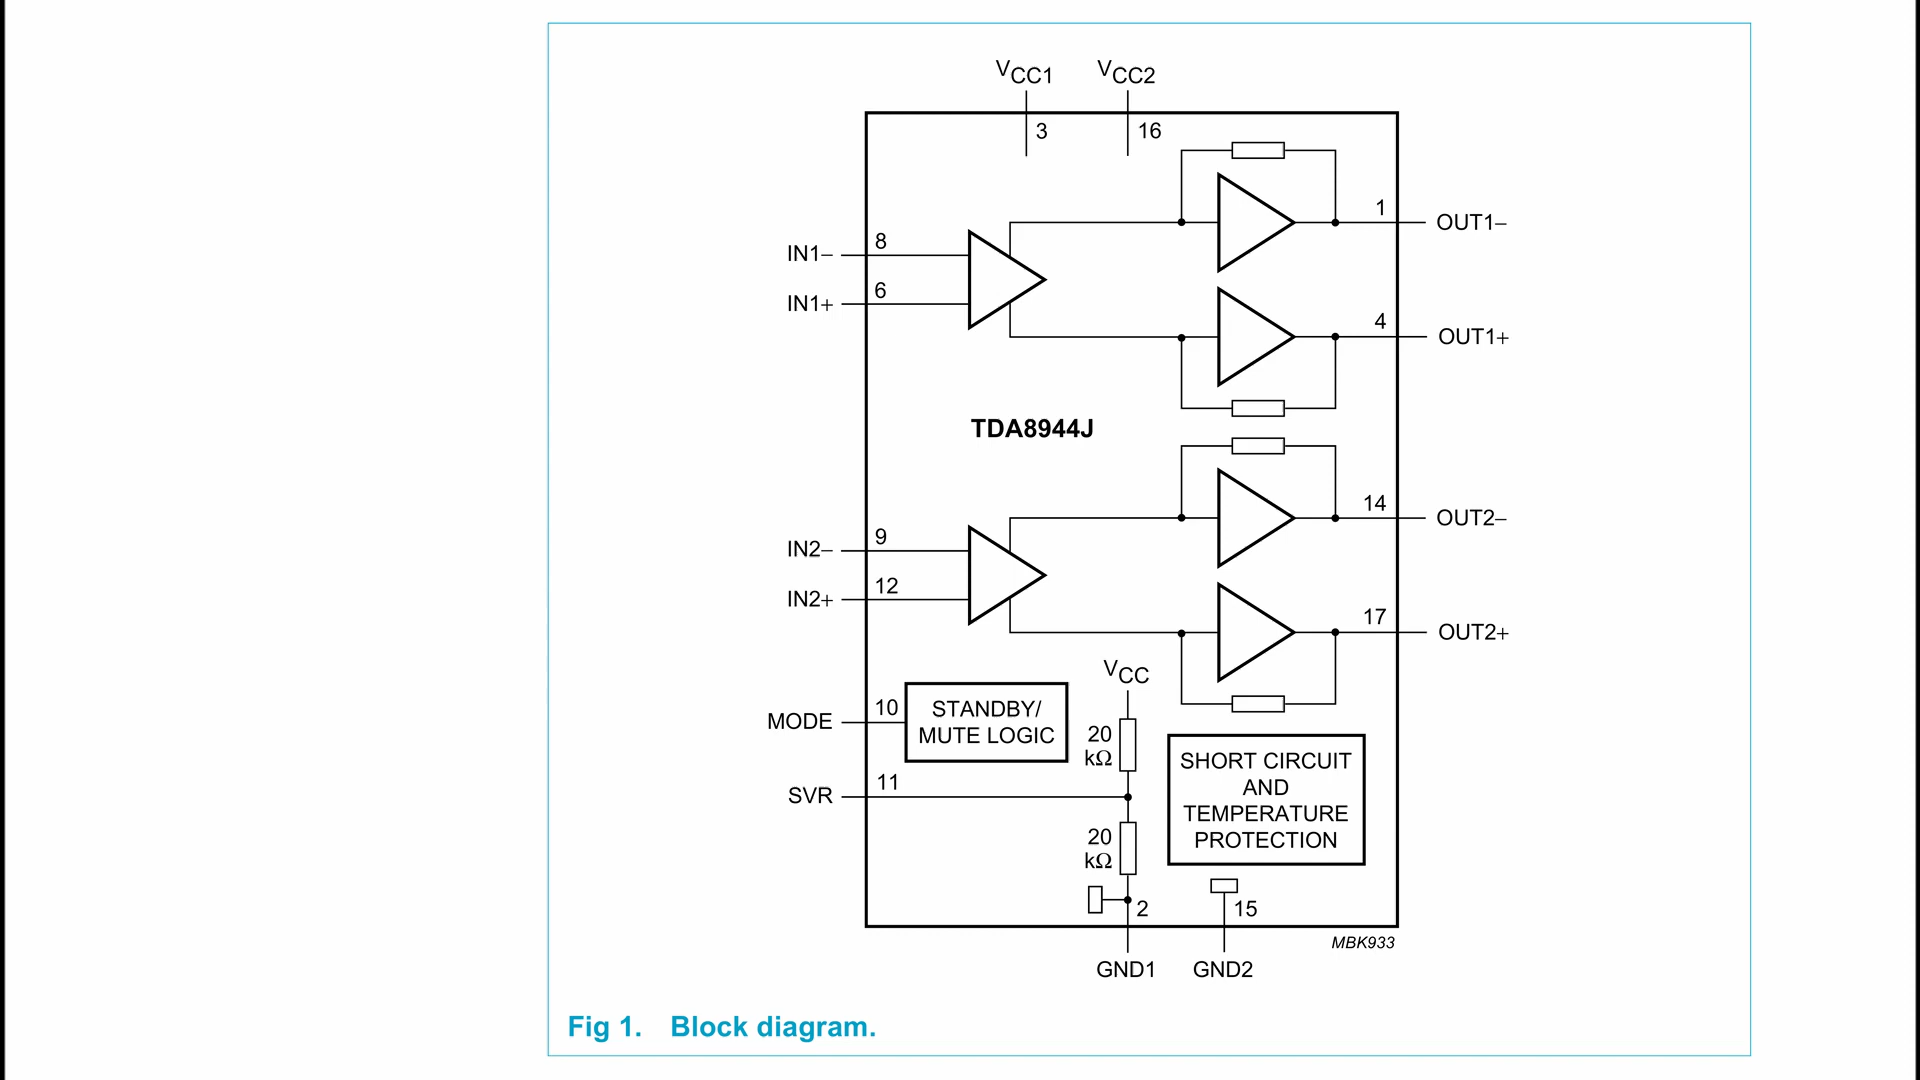 VCC1 VCC2
3 16
1 OUT1–
IN1– 8
IN1+ 6
4 OUT1+
TDA8944J
14 OUT2–
IN2– 9
IN2+ 12
17 OUT2+
VCC
MODE 10 STANDBY/
MUTE LOGIC
20
kΩ
SVR 11
SHORT CIRCUIT
AND
TEMPERATURE
PROTECTION
20
kΩ
2 15
MBK933
GND1 GND2
Fig 1. Block diagram.